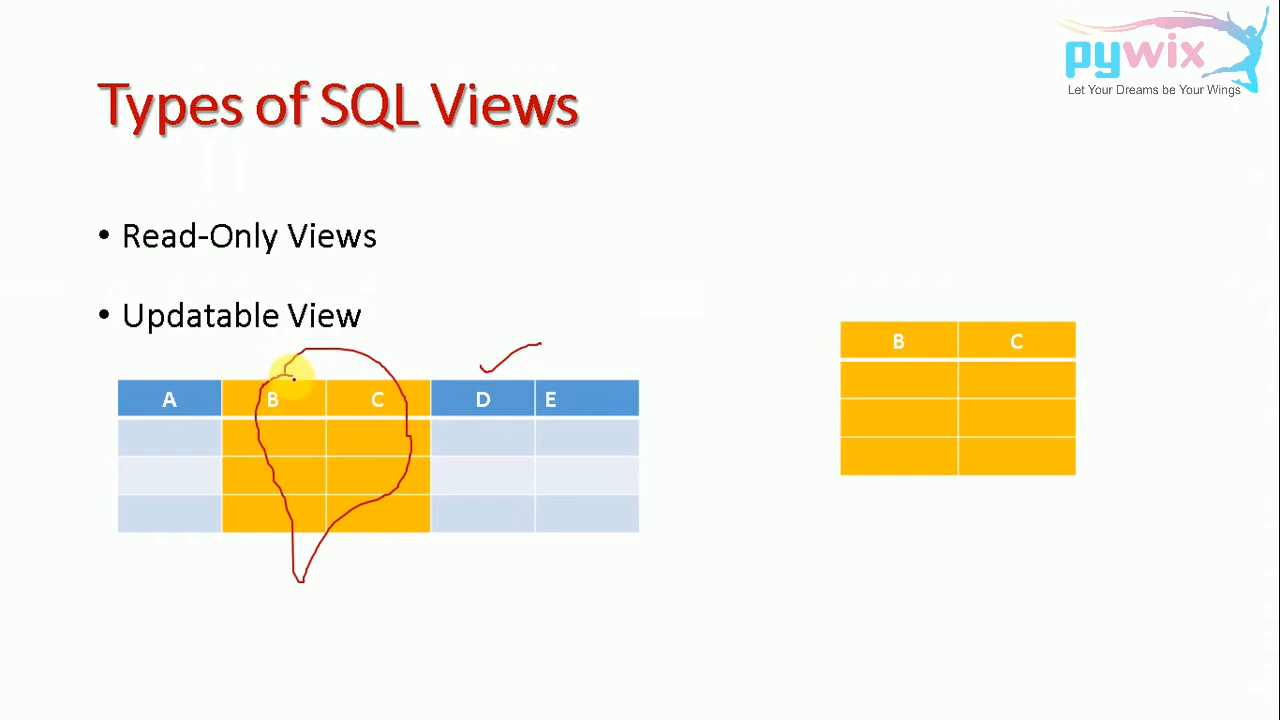 pywix
Let Your Dreams be Your Wings
Types of SQL Views
• Read-Only Views
• Updatable View
A B C D E
B C